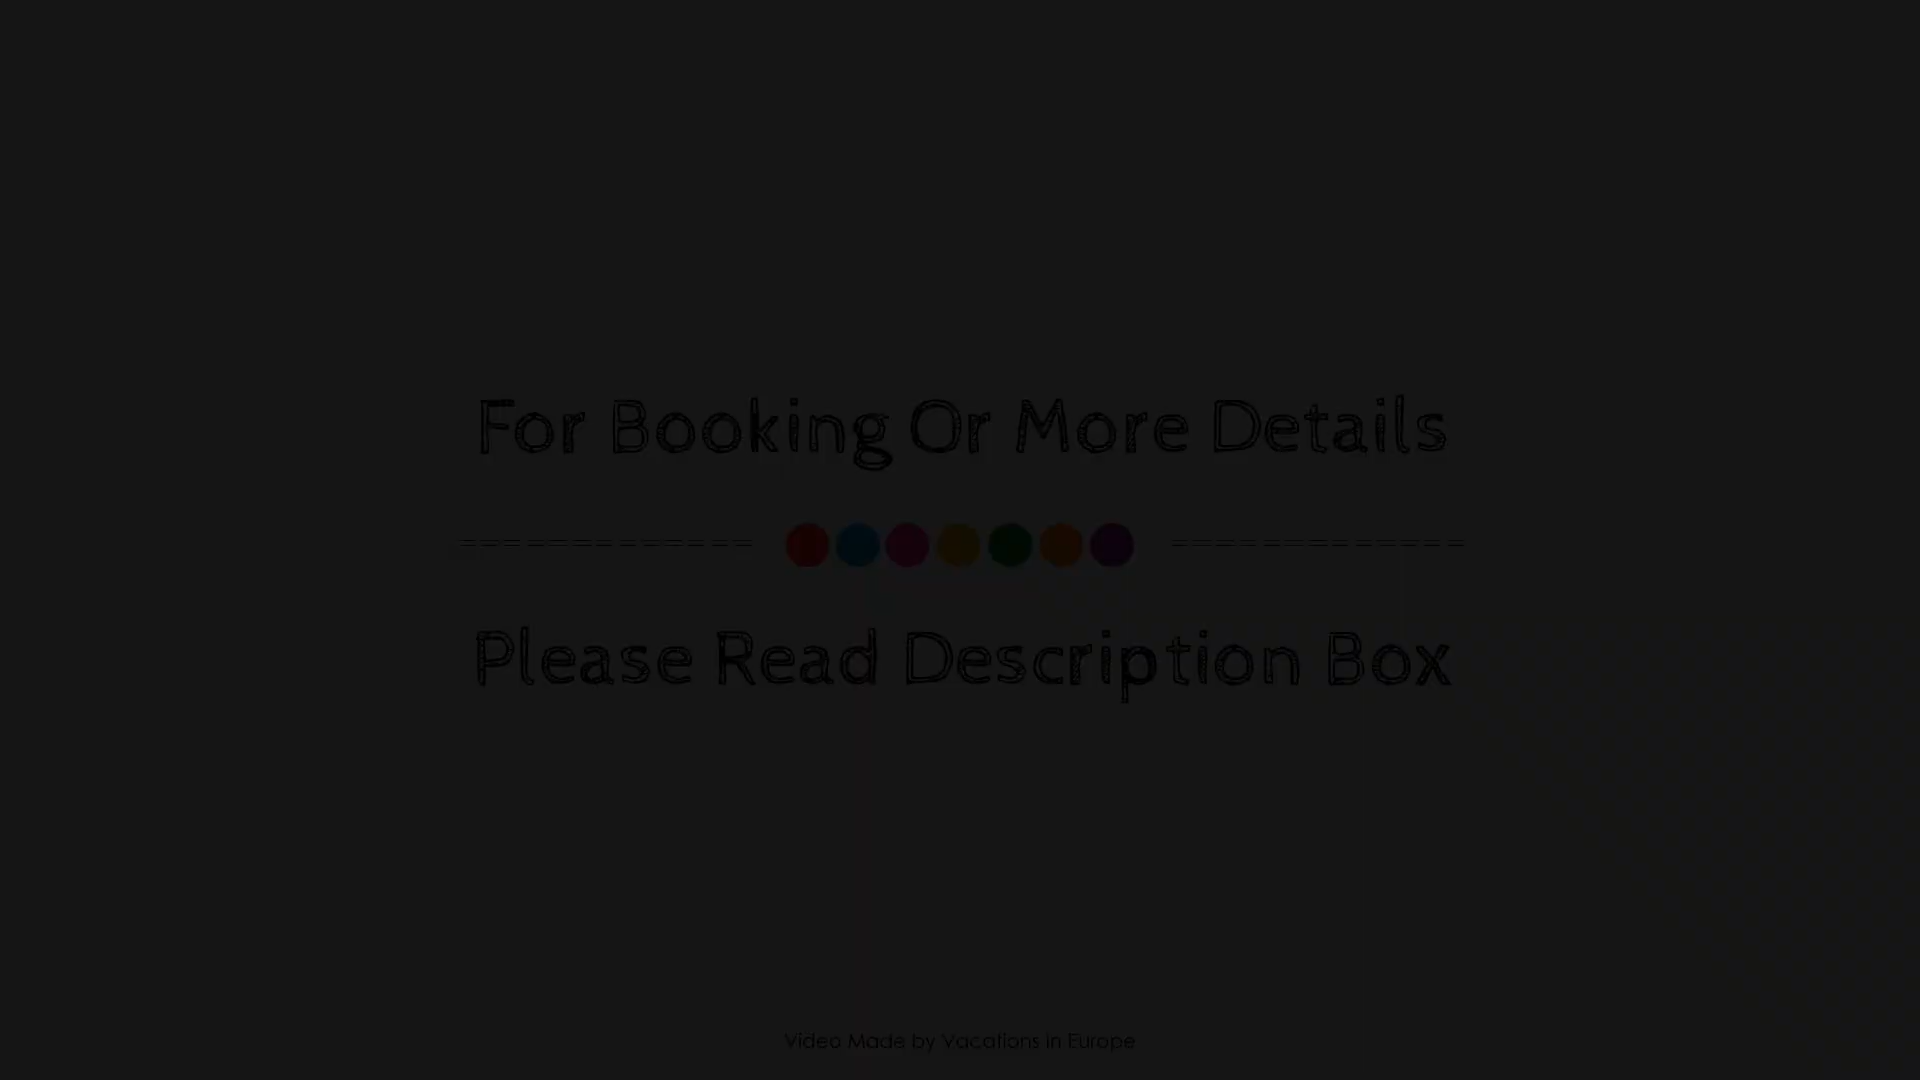 For Booking Or More Details
Please Read Description Box
Video Made by Vacations in Europe